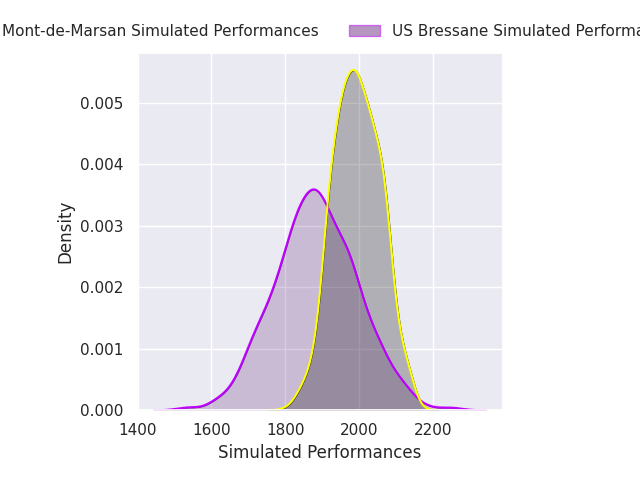 Mont-de-Marsan Simulated Performances
US Bressane Simulated Performa
Density
0.005
0.004
0.003
0.002
0.001
0.000
1400 1600 1800 2000 2200
Simulated Performances